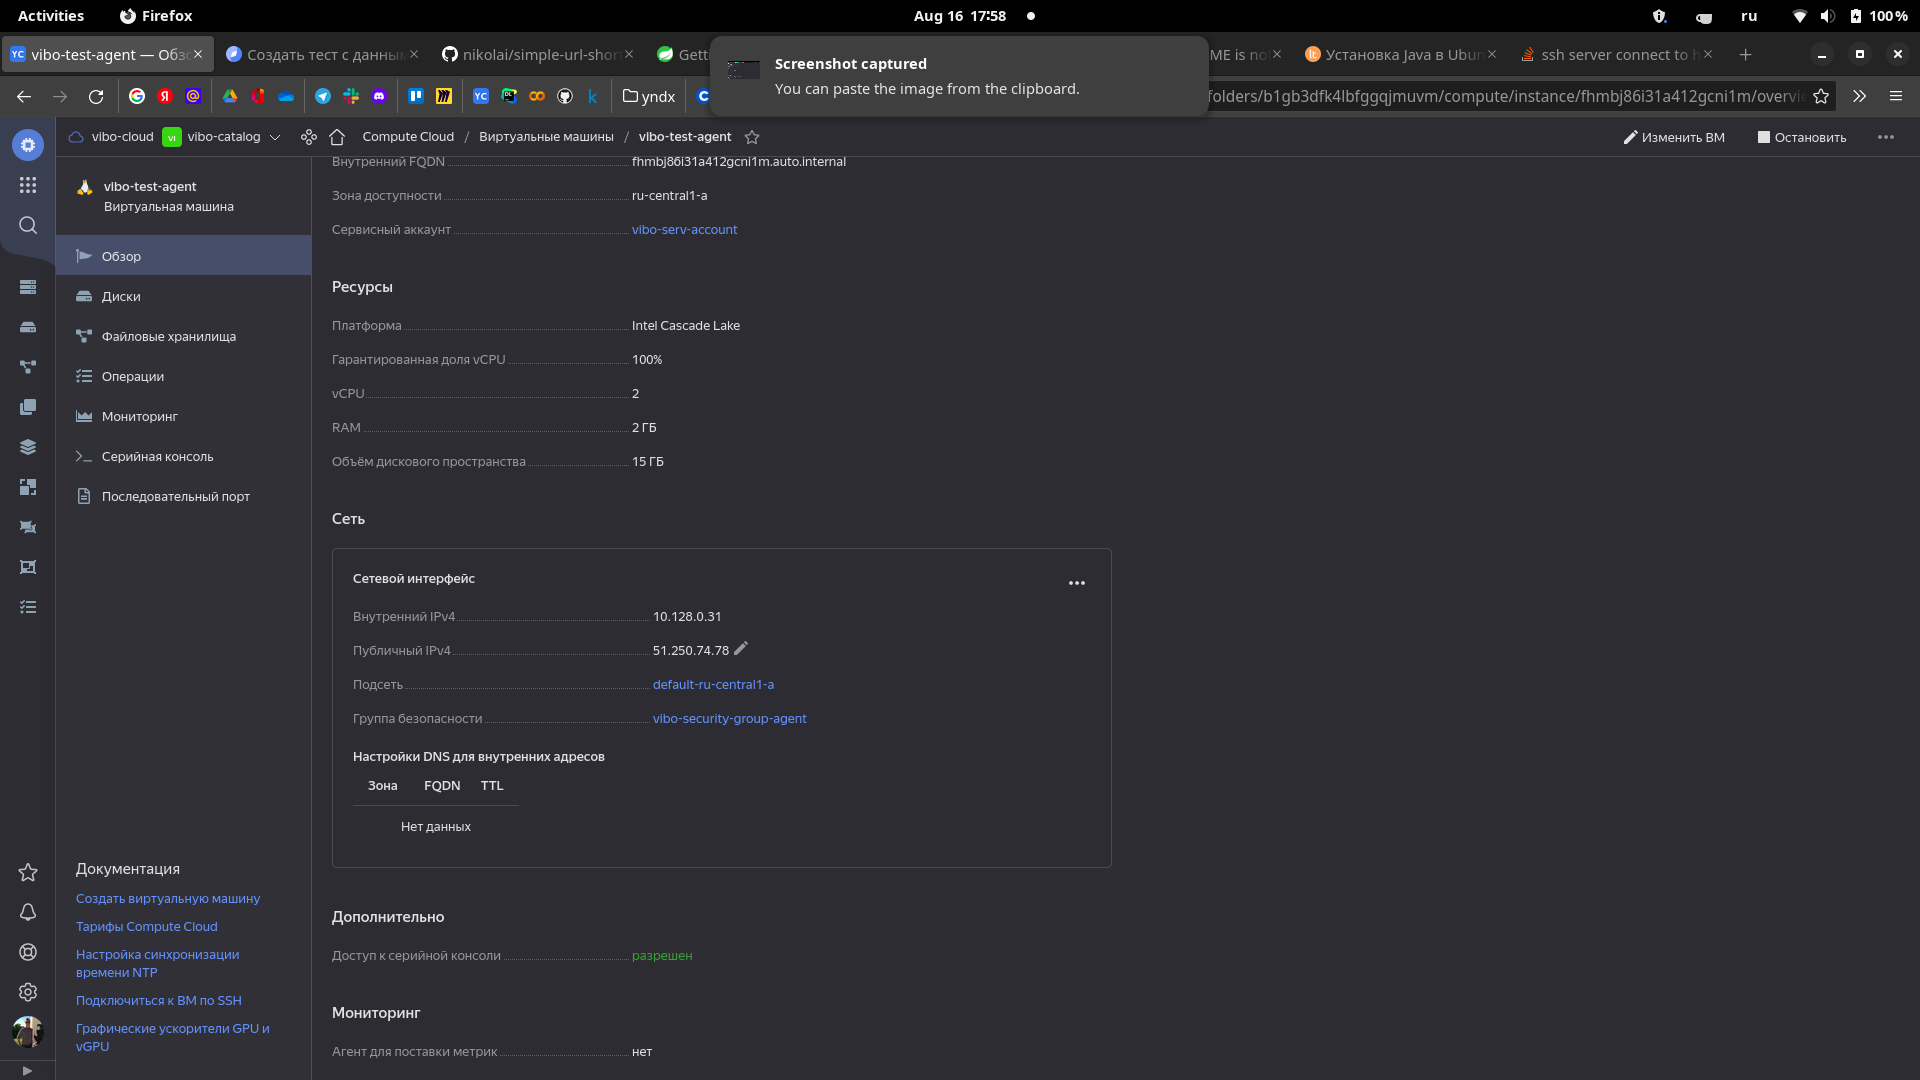 Activities
Firefox
Aug 16 17:58
ru
100 %
vibo-test-agent — Обз
Создать тест с данны
nikolai/simple-url-shor
Getti
ME is no
Установка Java в Ubun
ssh server connect to h
Screenshot captured
You can paste the image from the clipboard.
yndx
folders/b1gb3dfk4lbfggqjmuvm/compute/instance/fhmbj86i31a412gcni1m/overvi
vibo-cloud
vibo-catalog
Compute Cloud / Виртуальные машины / vibo-test-agent
Изменить ВМ
Остановить
vibo-test-agent
Виртуальная машина
Обзор
Диски
Файловые хранилища
Операции
Мониторинг
Серийная консоль
Последовательный порт
Документация
Создать виртуальную машину
Тарифы Compute Cloud
Настройка синхронизации
времени NTP
Подключиться к ВМ по SSH
Графические ускорители GPU и
vGPU
Внутренний FQDN fhmbj86i31a412gcni1m.auto.internal
Зона доступности ru-central1-a
Сервисный аккаунт vibo-serv-account
Ресурсы
Платформа Intel Cascade Lake
Гарантированная доля vCPU 100%
vCPU 2
RAM 2 ГБ
Объём дискового пространства 15 ГБ
Сеть
Сетевой интерфейс
Внутренний IPv4 10.128.0.31
Публичный IPv4 51.250.74.78
Подсеть default-ru-central1-a
Группа безопасности vibo-security-group-agent
Настройки DNS для внутренних адресов
Зона FQDN TTL
Нет данных
Дополнительно
Доступ к серийной консоли разрешен
Мониторинг
Агент для поставки метрик нет